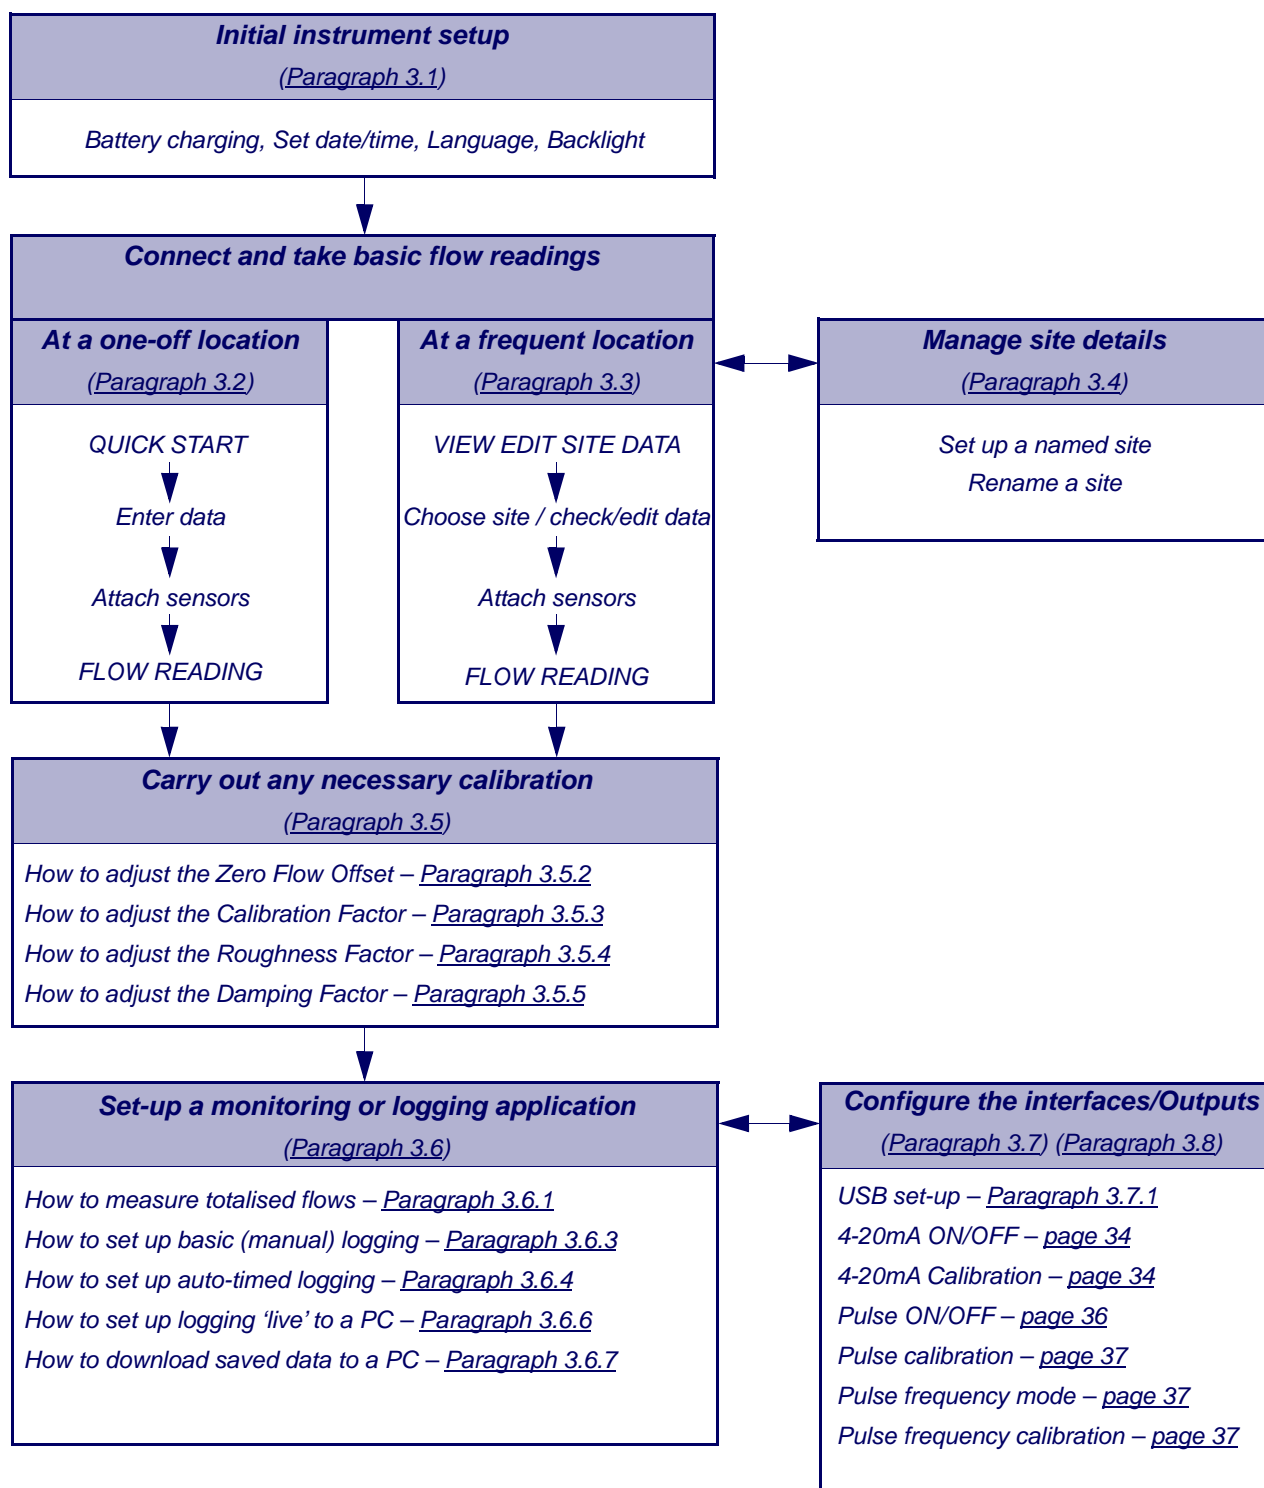 Initial instrument setup
(Paragraph 3.1)
Battery charging, Set date/time, Language, Backlight
Connect and take basic flow readings
At a one-off location
(Paragraph 3.2)
QUICK START
Enter data
Attach sensors
FLOW READING
At a frequent location
(Paragraph 3.3)
VIEW EDIT SITE DATA
Choose site / check/edit data
Attach sensors
FLOW READING
Manage site details
(Paragraph 3.4)
Set up a named site
Rename a site
Carry out any necessary calibration
(Paragraph 3.5)
How to adjust the Zero Flow Offset – Paragraph 3.5.2
How to adjust the Calibration Factor – Paragraph 3.5.3
How to adjust the Roughness Factor – Paragraph 3.5.4
How to adjust the Damping Factor – Paragraph 3.5.5
Set-up a monitoring or logging application
(Paragraph 3.6)
How to measure totalised flows – Paragraph 3.6.1
How to set up basic (manual) logging – Paragraph 3.6.3
How to set up auto-timed logging – Paragraph 3.6.4
How to set up logging ‘live’ to a PC – Paragraph 3.6.6
How to download saved data to a PC – Paragraph 3.6.7
Configure the interfaces/Outputs
(Paragraph 3.7) (Paragraph 3.8)
USB set-up – Paragraph 3.7.1
4-20mA ON/OFF – page 34
4-20mA Calibration – page 34
Pulse ON/OFF – page 36
Pulse calibration – page 37
Pulse frequency mode – page 37
Pulse frequency calibration – page 37